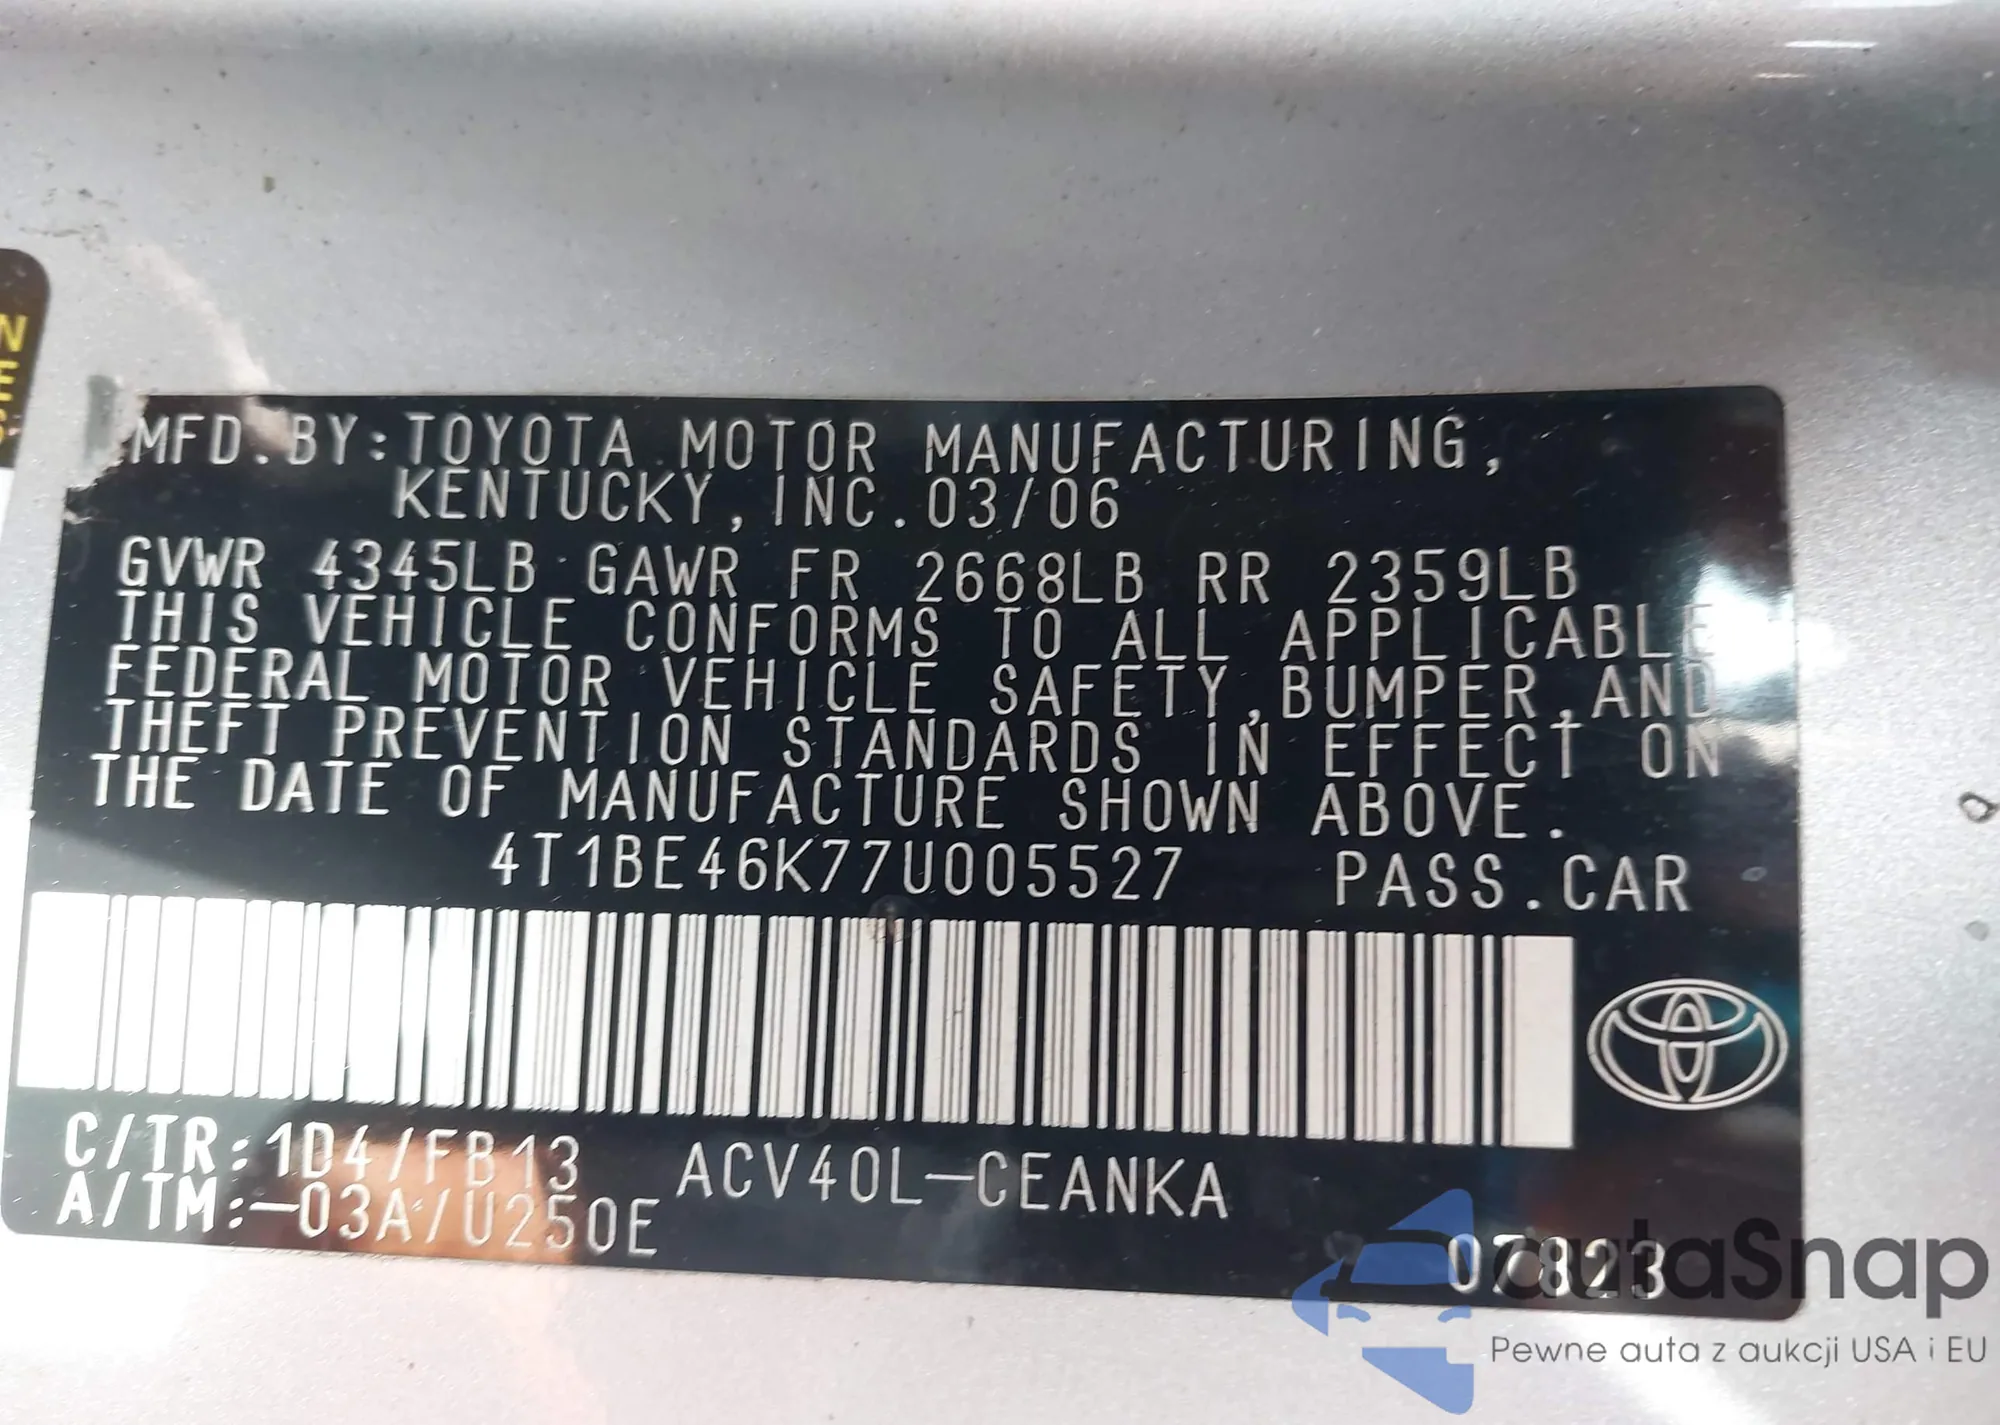 MFD.BY:TOYOTA MOTOR MANUFACTURING,
KENTUCKY,INC.03/06
GVWR 4345LB GAWR FR 2668LB RR 2359LB
THIS VEHICLE CONFORMS TO ALL APPLICABLE
FEDERAL MOTOR VEHICLE SAFETY,BUMPER,AND
THEFT PREVENTION STANDARDS IN EFFECT ON
THE DATE OF MANUFACTURE SHOWN ABOVE.
4T1BE46K77U005527 PASS.CAR
C/TR:1D4/FB13 ACV40L-CEANKA
A/TM:-03A/U250E
07823
autaSnap
Pewne auta z aukcji USA i EU